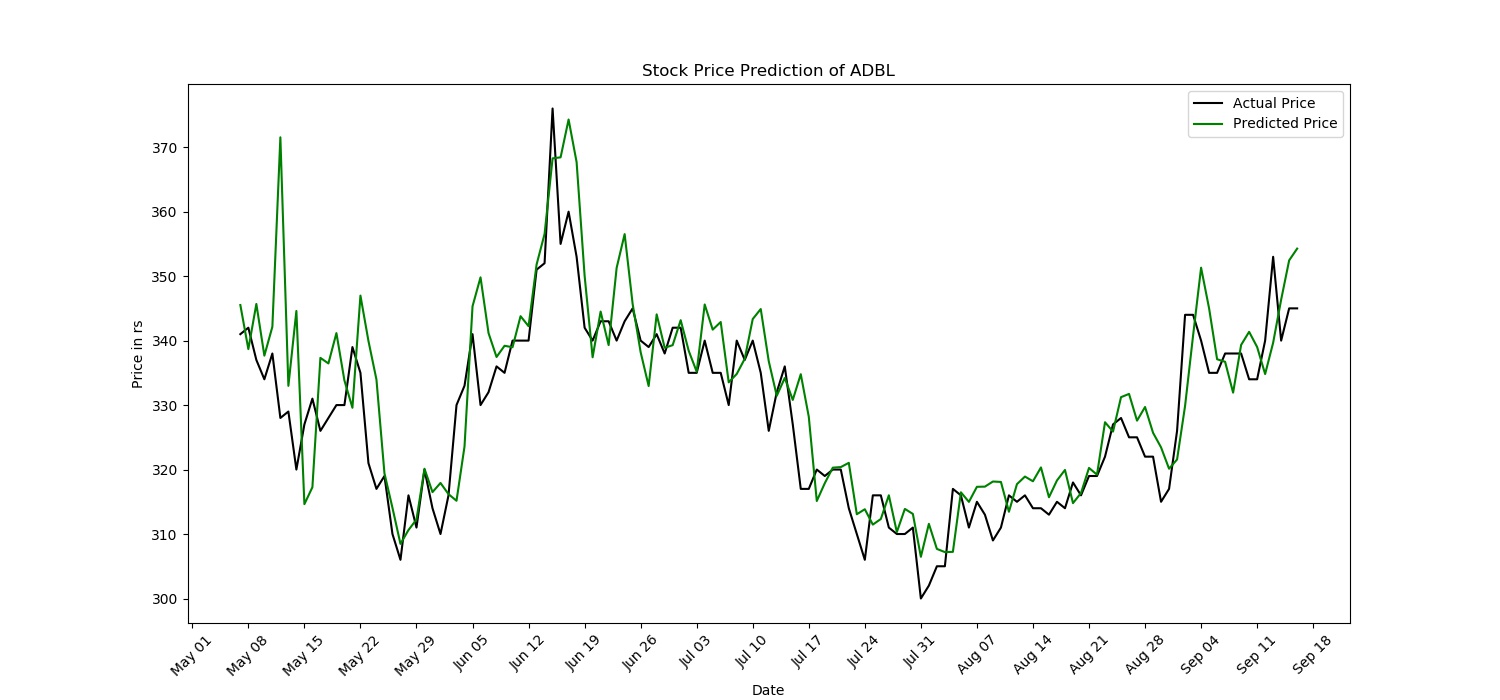 Stock Price Prediction of ADBL
Actual Price
Predicted Price
Price in rs
370
360
350
340
330
320
310
300
May 01
May 08
May 15
May 22
May 29
Jun 05
Jun 12
Jun 19
Jun 26
Jul 03
Jul 10
Jul 17
Jul 24
Jul 31
Aug 07
Aug 14
Aug 21
Aug 28
Sep 04
Sep 11
Sep 18
Date